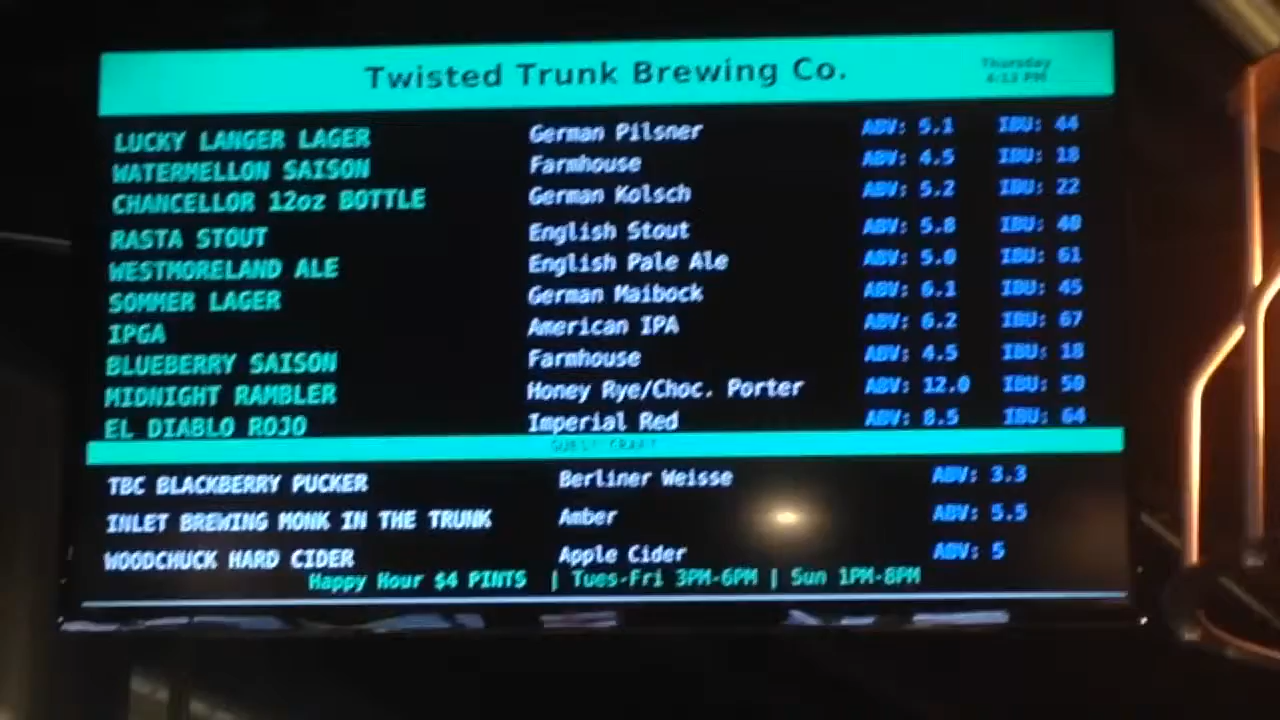 Twisted Trunk Brewing Co.
Thursday
4:13 PM
LUCKY LANGER LAGER German Pilsner ABV: 5.1 IBU: 44
WATERMELLON SAISON Farmhouse ABV: 4.5 IBU: 18
CHANCELLOR 12oz BOTTLE German Kolsch ABV: 5.2 IBU: 22
RASTA STOUT English Stout ABV: 5.8 IBU: 40
WESTMORELAND ALE English Pale Ale ABV: 5.0 IBU: 61
SOMMER LAGER German Maibock ABV: 6.1 IBU: 45
IPGA American IPA ABV: 6.2 IBU: 67
BLUEBERRY SAISON Farmhouse ABV: 4.5 IBU: 18
MIDNIGHT RAMBLER Honey Rye/Choc. Porter ABV: 12.0 IBU: 50
EL DIABLO ROJO Imperial Red ABV: 8.5 IBU: 64
GUEST CRAFT
TBC BLACKBERRY PUCKER Berliner Weisse ABV: 3.3
INLET BREWING MONK IN THE TRUNK Amber ABV: 5.5
WOODCHUCK HARD CIDER Apple Cider ABV: 5
Happy Hour $4 PINTS | Tues-Fri 3PM-6PM | Sun 1PM-8PM